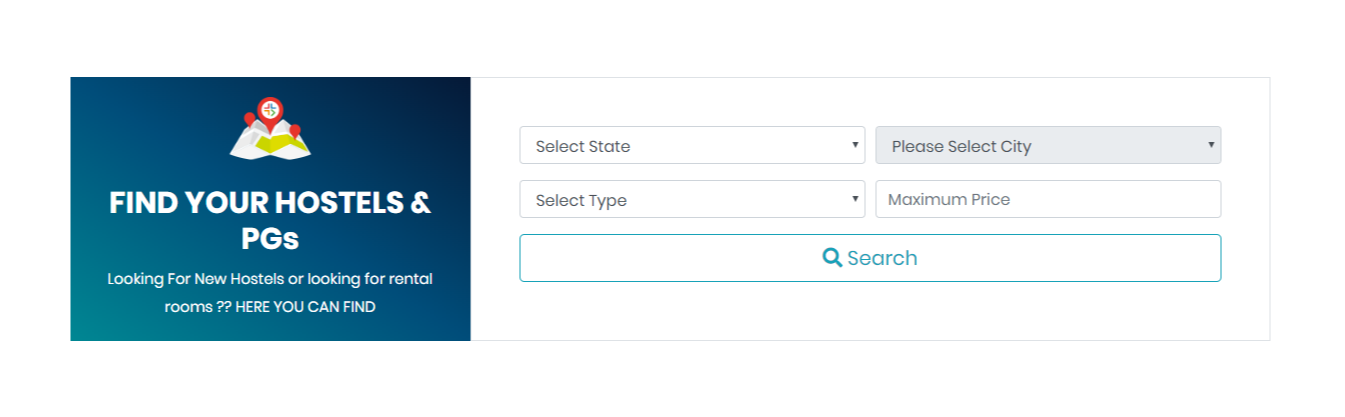 FIND YOUR HOSTELS &
PGs
Looking For New Hostels or looking for rental
rooms ?? HERE YOU CAN FIND
Select State
Please Select City
Select Type
Maximum Price
Search